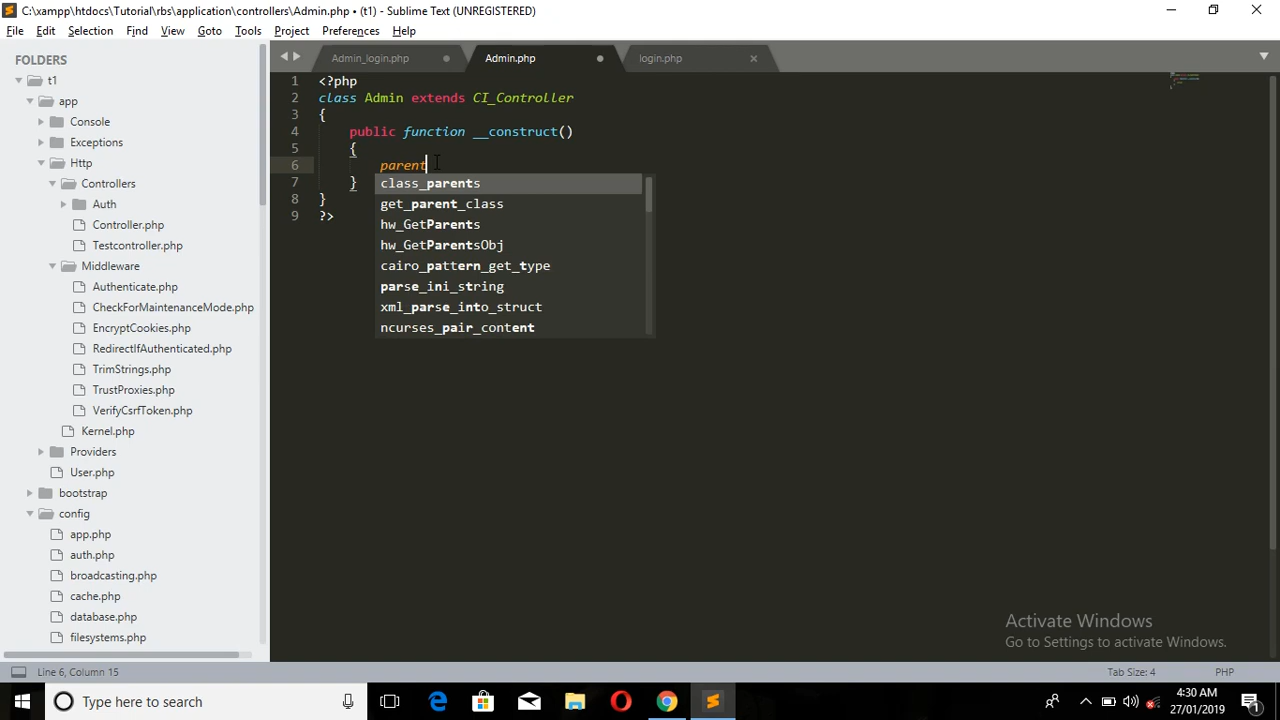 C:\xampp\htdocs\Tutorial\rbs\application\controllers\Admin.php • (t1) - Sublime Text (UNREGISTERED)
File Edit Selection Find View Goto Tools Project Preferences Help
FOLDERS
t1
app
Console
Exceptions
Http
Controllers
Auth
Controller.php
Testcontroller.php
Middleware
Authenticate.php
CheckForMaintenanceMode.php
EncryptCookies.php
RedirectIfAuthenticated.php
TrimStrings.php
TrustProxies.php
VerifyCsrfToken.php
Kernel.php
Providers
User.php
bootstrap
config
app.php
auth.php
broadcasting.php
cache.php
database.php
filesystems.php
Admin_login.php Admin.php login.php
1 <?php
2 class Admin extends CI_Controller
3 {
4 public function __construct()
5 {
6 parent
7 }
8 }
9 ?>
class_parents
get_parent_class
hw_GetParents
hw_GetParentsObj
cairo_pattern_get_type
parse_ini_string
xml_parse_into_struct
ncurses_pair_content
Activate Windows
Go to Settings to activate Windows.
Line 6, Column 15 Tab Size: 4 PHP
Type here to search
4:30 AM
27/01/2019
1